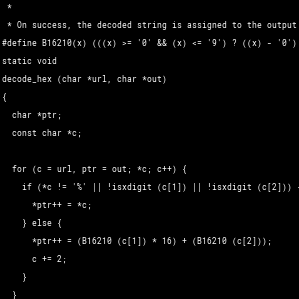 *
* On success, the decoded string is assigned to the output
#define B16210(x) (((x) >= '0' && (x) <= '9') ? ((x) - '0')
static void
decode_hex (char *url, char *out)
{
  char *ptr;
  const char *c;

  for (c = url, ptr = out; *c; c++) {
    if (*c != '%' || !isxdigit (c[1]) || !isxdigit (c[2]))
      *ptr++ = *c;
    } else {
      *ptr++ = (B16210 (c[1]) * 16) + (B16210 (c[2]));
      c += 2;
    }
  }